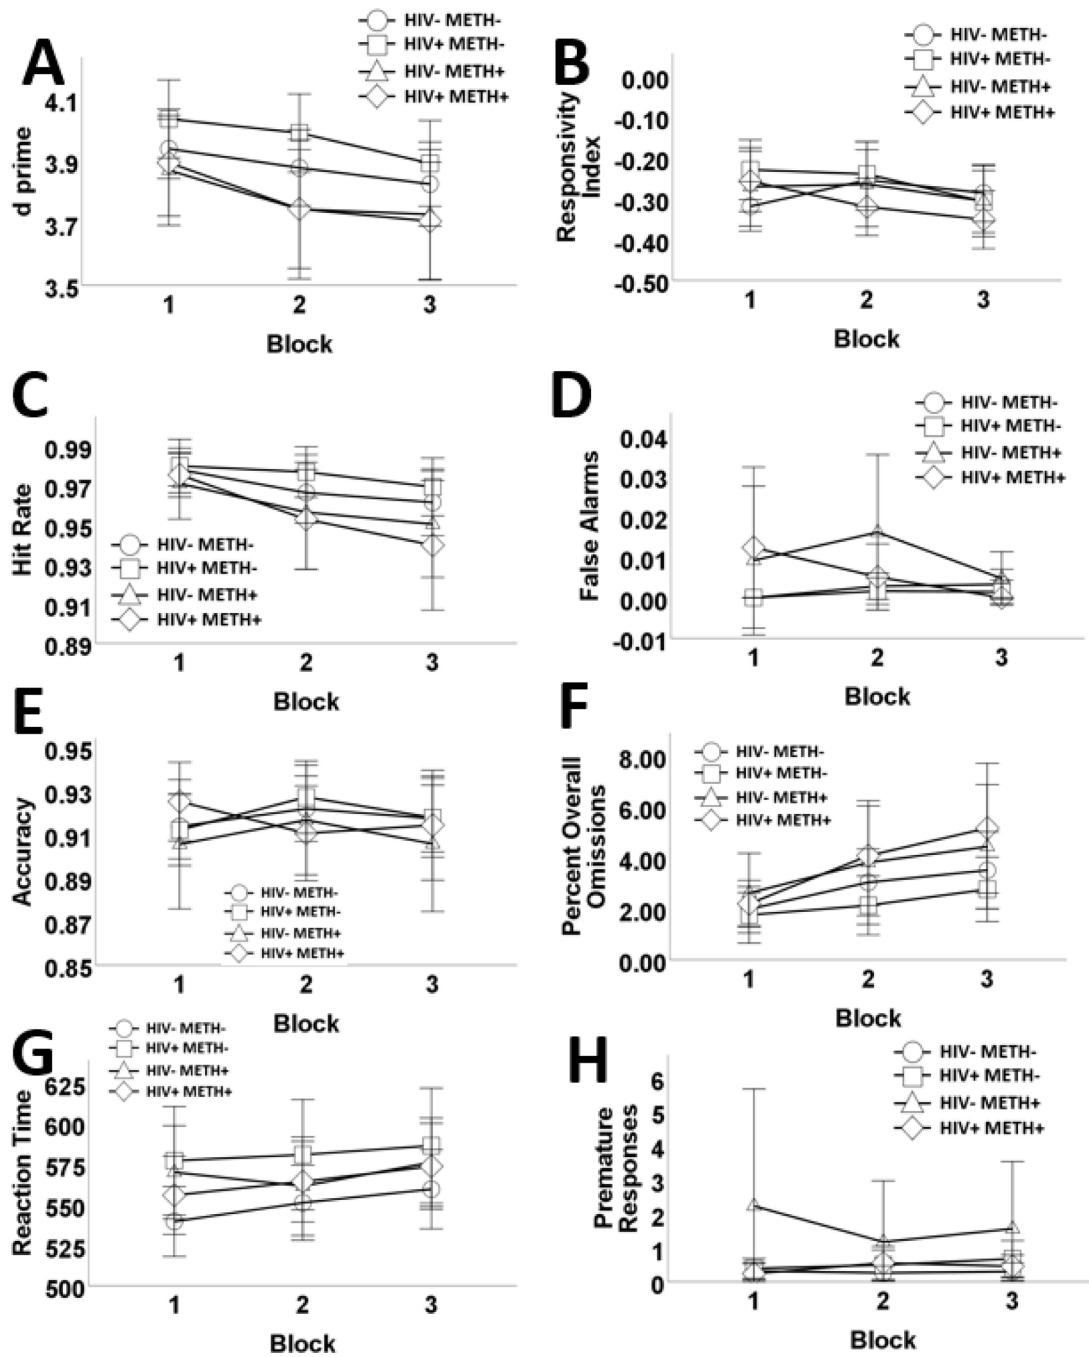 A
HIV- METH-
HIV+ METH-
HIV- METH+
HIV+ METH+
d prime
4.1
3.9
3.7
3.5
1 2 3
Block
B
HIV- METH-
HIV+ METH-
HIV- METH+
HIV+ METH+
Responsivity
Index
0.00
-0.10
-0.20
-0.30
-0.40
-0.50
1 2 3
Block
C
Hit Rate
0.99
0.97
0.95
0.93
0.91
0.89
HIV- METH-
HIV+ METH-
HIV- METH+
HIV+ METH+
1 2 3
Block
D
HIV- METH-
HIV+ METH-
HIV- METH+
HIV+ METH+
False Alarms
0.04
0.03
0.02
0.01
0.00
-0.01
1 2 3
Block
E
Accuracy
0.95
0.93
0.91
0.89
0.87
0.85
HIV- METH-
HIV+ METH-
HIV- METH+
HIV+ METH+
1 2 3
Block
F
HIV- METH-
HIV+ METH-
HIV- METH+
HIV+ METH+
Percent Overall
Omissions
8.00
6.00
4.00
2.00
0.00
1 2 3
Block
G
HIV- METH-
HIV+ METH-
HIV- METH+
HIV+ METH+
Reaction Time
625
600
575
550
525
500
1 2 3
Block
H
HIV- METH-
HIV+ METH-
HIV- METH+
HIV+ METH+
Premature
Responses
6
5
4
3
2
1
0
1 2 3
Block